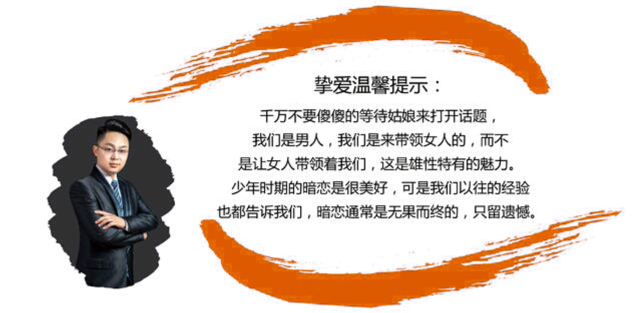 挚爱温馨提示：
千万不要傻傻的等待姑娘来打开话题，
我们是男人，我们是来带领女人的，而不
是让女人带领着我们，这是雄性特有的魅力。
少年时期的暗恋是很美好，可是我们以往的经验
也都告诉我们，暗恋通常是无果而终的，只留遗憾。